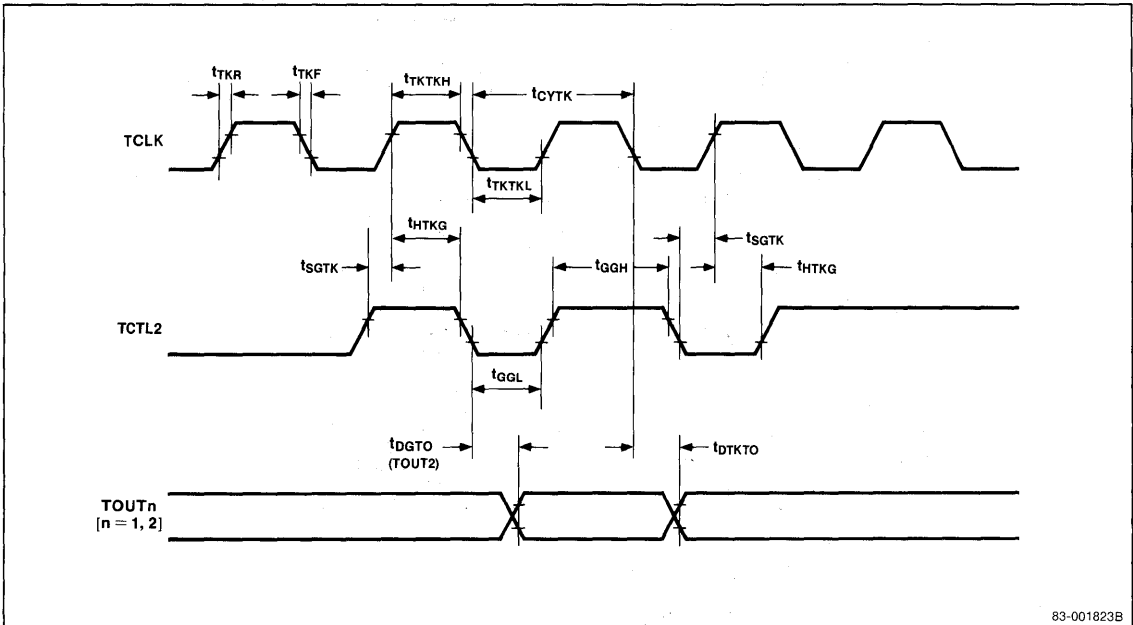 tTKR
tTKF
tTKTKH
tCYTK
TCLK
tTKTKL
tHTKG
tSGTK
tSGTK
tGGH
tHTKG
TCTL2
tGGL
tDGTO
(TOUT2)
tDTKTO
TOUTn
[n = 1, 2]
83-001823B